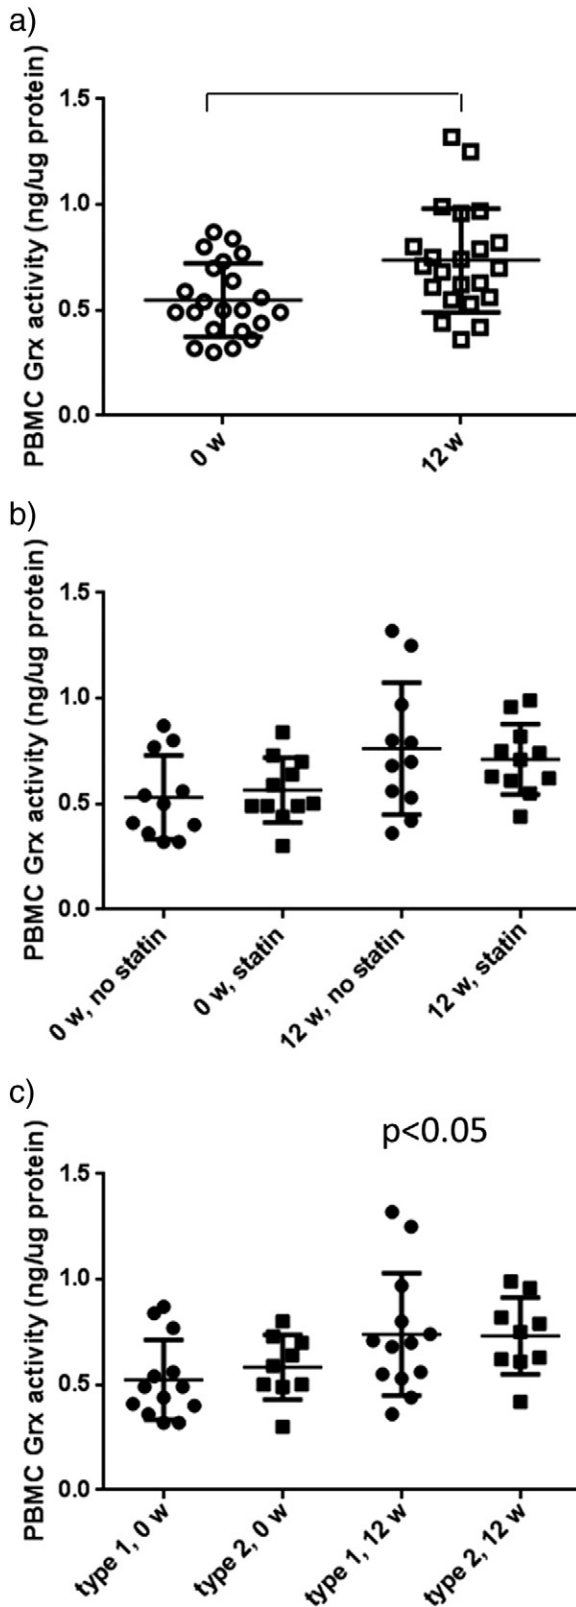 a)
PBMC Grx activity (ng/ug protein)
1.5
1.0
0.5
0.0
0 w
12 w
b)
PBMC Grx activity (ng/ug protein)
1.5
1.0
0.5
0.0
0 w, no statin
0 w, statin
12 w, no statin
12 w, statin
c)
p<0.05
PBMC Grx activity (ng/ug protein)
1.5
1.0
0.5
0.0
type 1, 0 w
type 2, 0 w
type 1, 12 w
type 2, 12 w